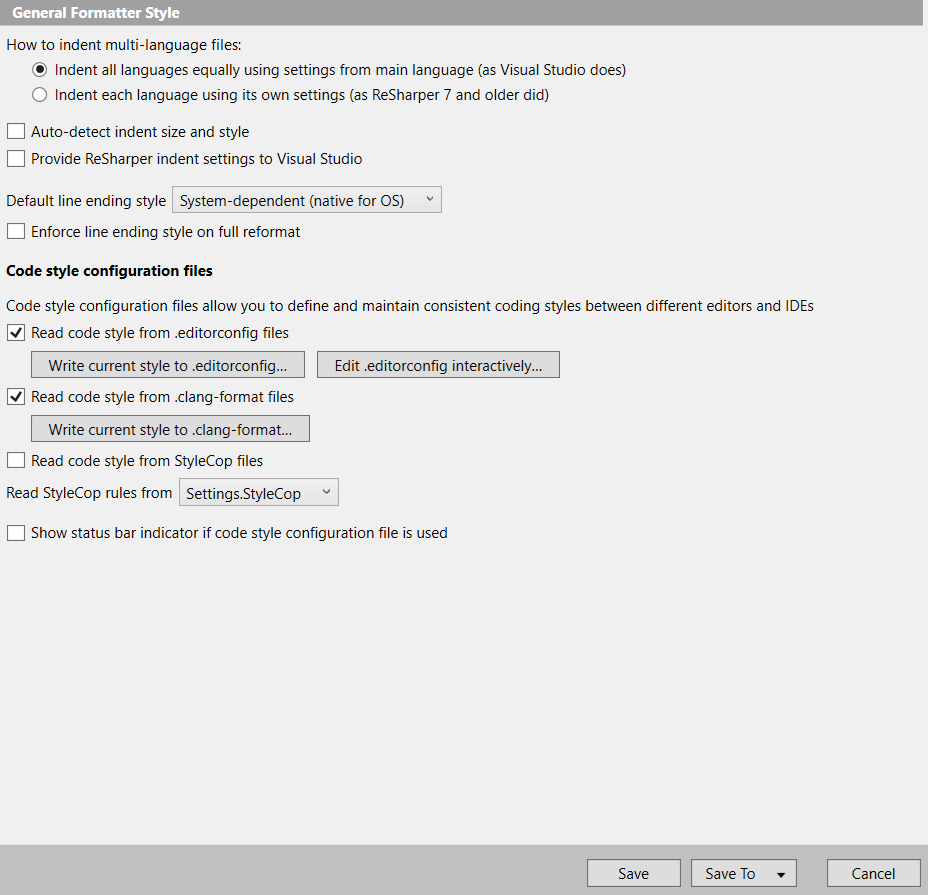 General Formatter Style
How to indent multi-language files:
Indent all languages equally using settings from main language (as Visual Studio does)
Indent each language using its own settings (as ReSharper 7 and older did)
Auto-detect indent size and style
Provide ReSharper indent settings to Visual Studio
Default line ending style System-dependent (native for OS)
Enforce line ending style on full reformat
Code style configuration files
Code style configuration files allow you to define and maintain consistent coding styles between different editors and IDEs
Read code style from .editorconfig files
Write current style to .editorconfig... Edit .editorconfig interactively...
Read code style from .clang-format files
Write current style to .clang-format...
Read code style from StyleCop files
Read StyleCop rules from Settings.StyleCop
Show status bar indicator if code style configuration file is used
Save Save To Cancel